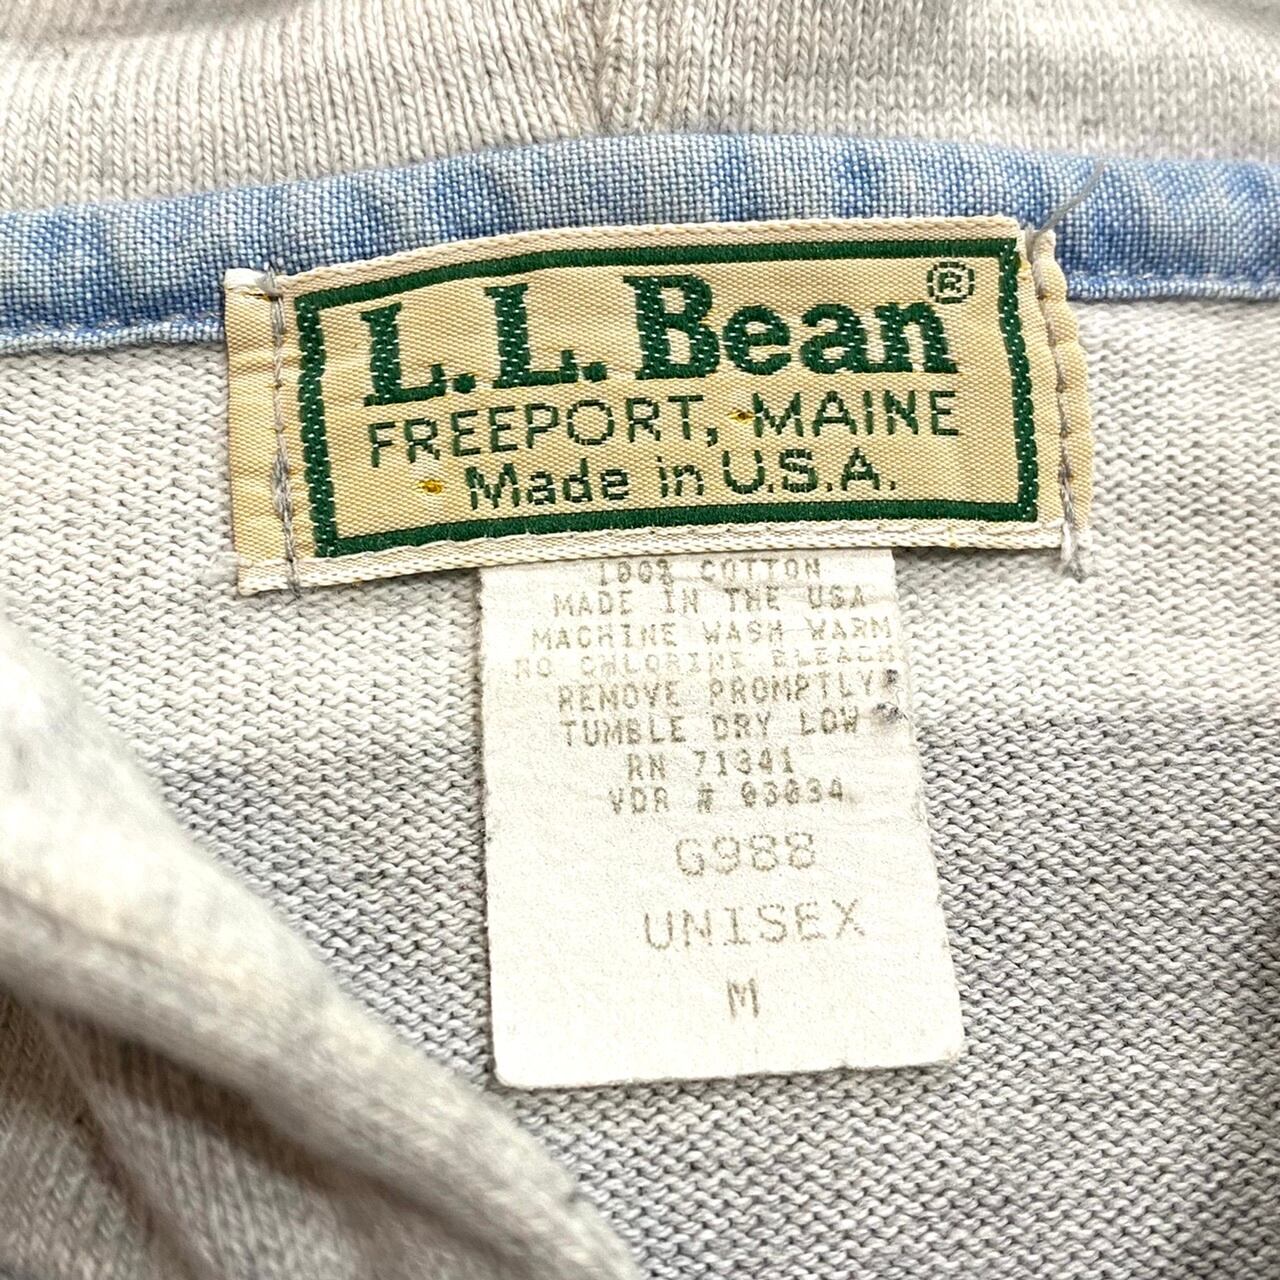 L.L.Bean®
FREEPORT, MAINE
Made in U.S.A.
100% COTTON
MADE IN THE USA
MACHINE WASH WARM
NO CHLORINE BLEACH
REMOVE PROMPTLY
TUMBLE DRY LOW
RN 71341
VDR # 03034
G988
UNISEX
M